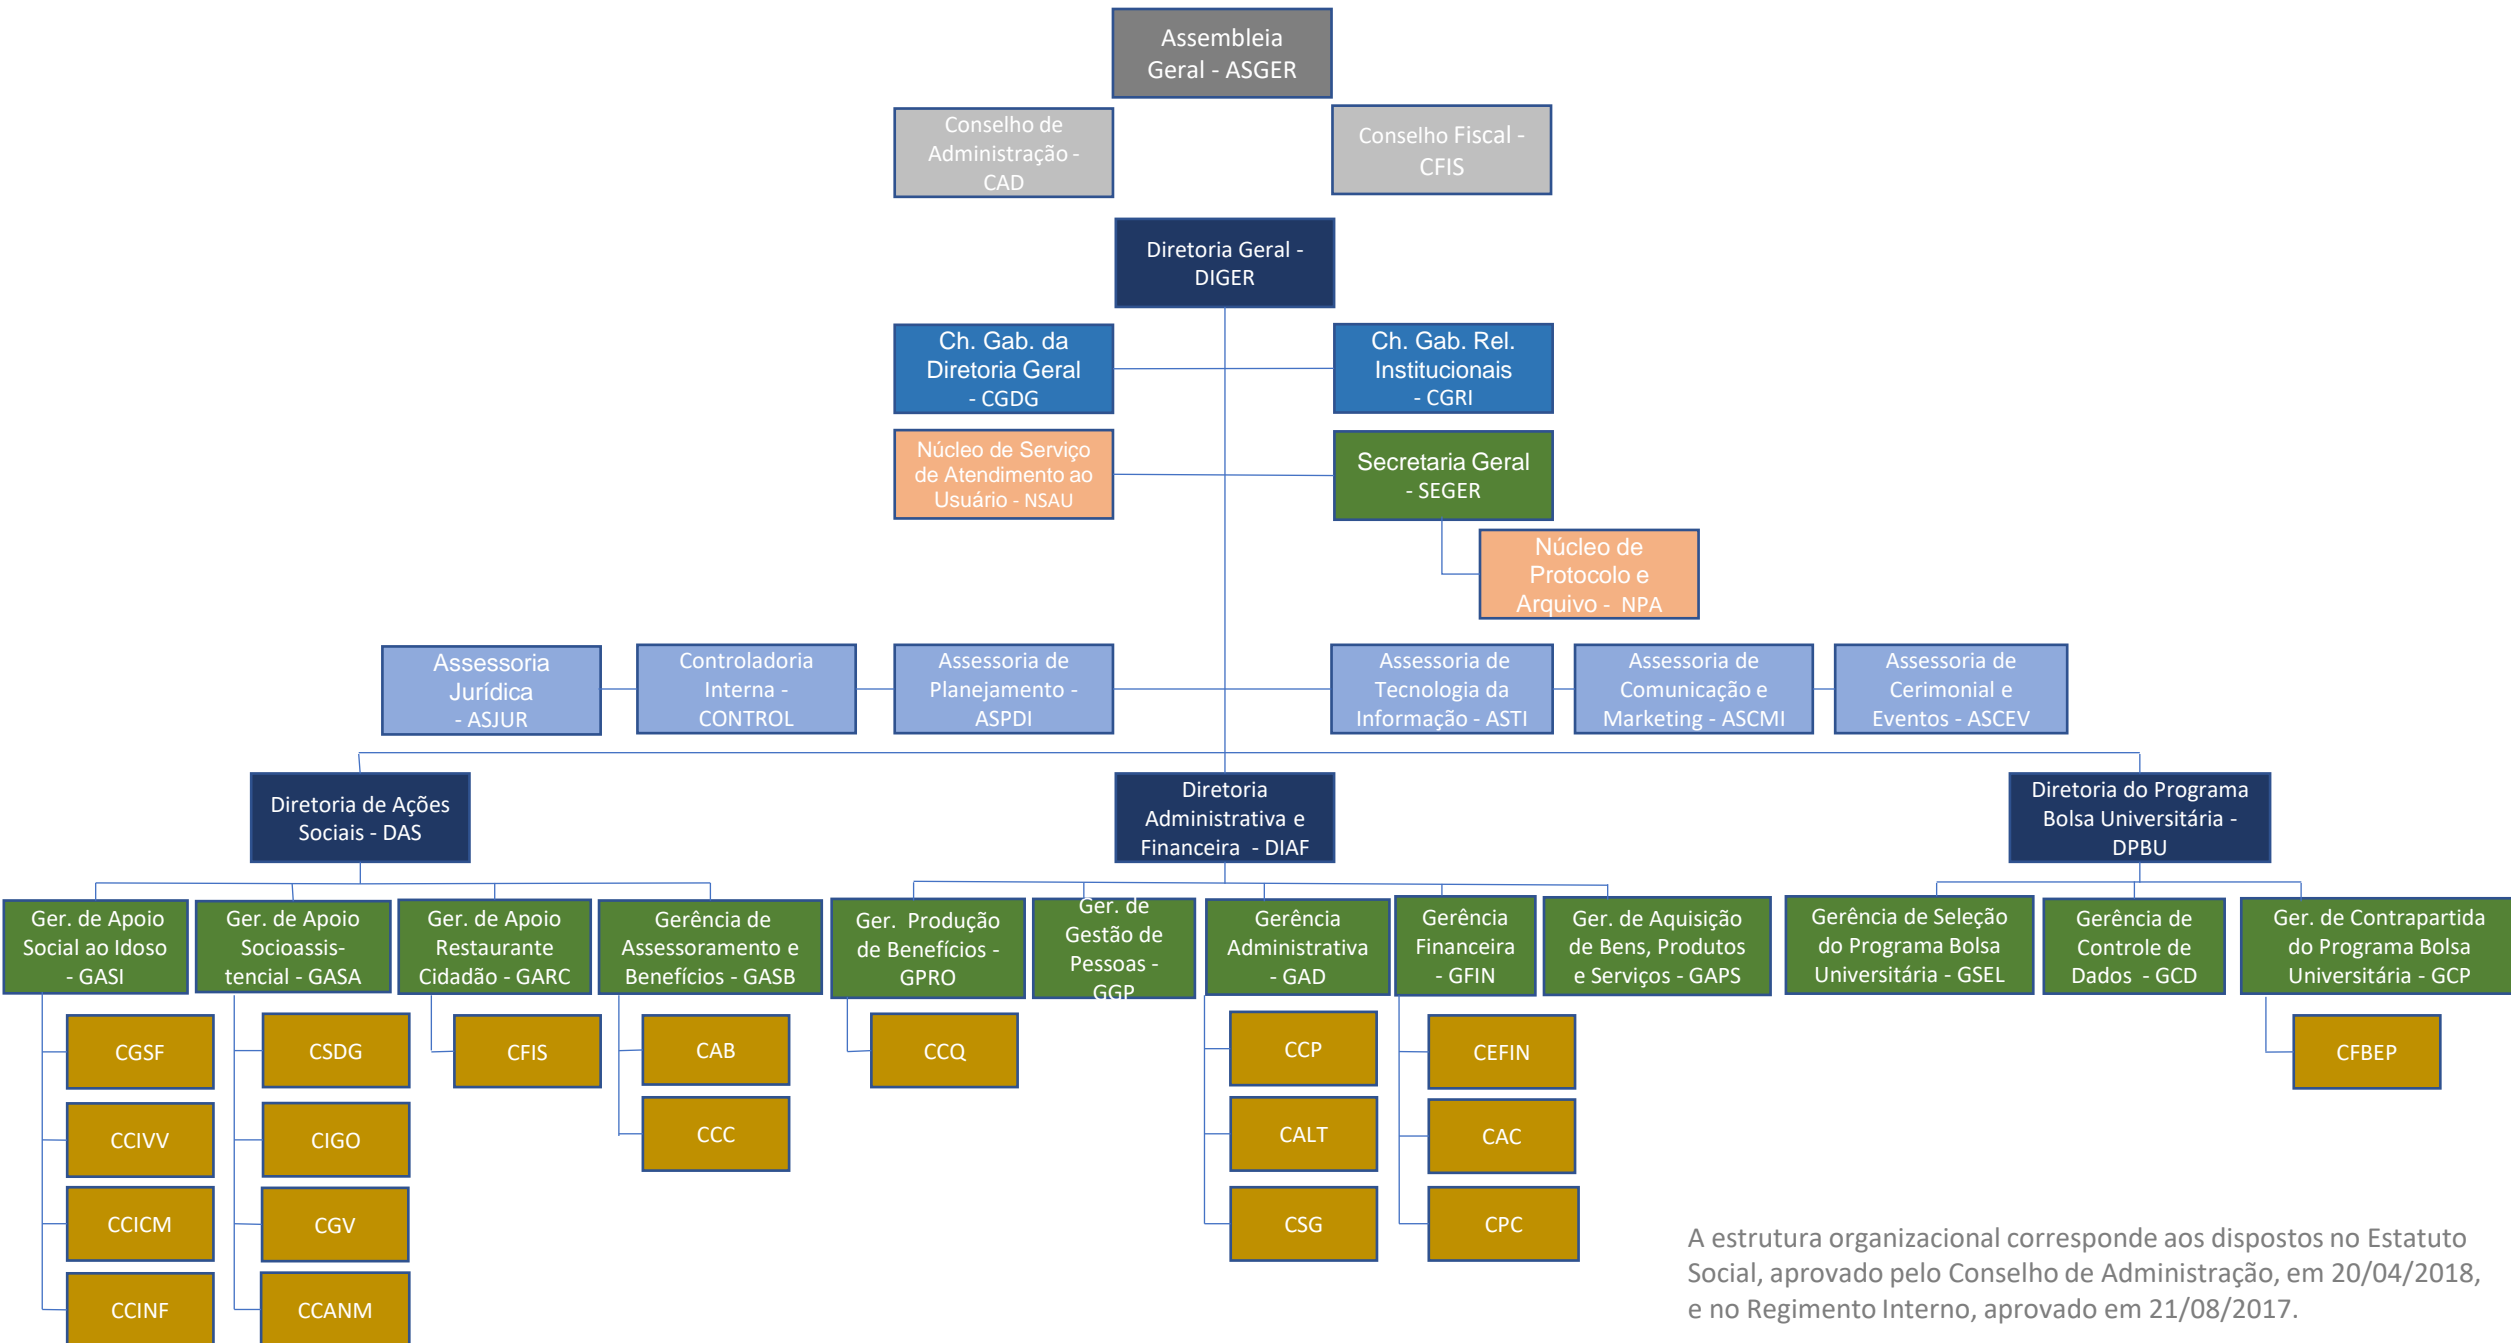 Assembleia
Geral - ASGER
Conselho de
Administração -
CAD
Conselho Fiscal -
CFIS
Diretoria Geral -
DIGER
Ch. Gab. da
Diretoria Geral
- CGDG
Ch. Gab. Rel.
Institucionais
- CGRI
Núcleo de Serviço
de Atendimento ao
Usuário - NSAU
Secretaria Geral
- SEGER
Núcleo de
Protocolo e
Arquivo - NPA
Assessoria
Jurídica
- ASJUR
Controladoria
Interna -
CONTROL
Assessoria de
Planejamento -
ASPDI
Assessoria de
Tecnologia da
Informação - ASTI
Assessoria de
Comunicação e
Marketing - ASCMI
Assessoria de
Cerimonial e
Eventos - ASCEV
Diretoria de Ações
Sociais - DAS
Diretoria
Administrativa e
Financeira - DIAF
Diretoria do Programa
Bolsa Universitária -
DPBU
Ger. de Apoio
Social ao Idoso
- GASI
Ger. de Apoio
Socioassis-
tencial - GASA
Ger. de Apoio
Restaurante
Cidadão - GARC
Gerência de
Assessoramento e
Benefícios - GASB
Ger. Produção
de Benefícios -
GPRO
Ger. de
Gestão de
Pessoas -
GGP
Gerência
Administrativa
- GAD
Gerência
Financeira
- GFIN
Ger. de Aquisição
de Bens, Produtos
e Serviços - GAPS
Gerência de Seleção
do Programa Bolsa
Universitária - GSEL
Gerência de
Controle de
Dados - GCD
Ger. de Contrapartida
do Programa Bolsa
Universitária - GCP
CGSF
CSDG
CFIS
CAB
CCQ
CCP
CEFIN
CFBEP
CCIVV
CIGO
CCC
CALT
CAC
CCICM
CGV
CSG
CPC
CCINF
CCANM
A estrutura organizacional corresponde aos dispostos no Estatuto
Social, aprovado pelo Conselho de Administração, em 20/04/2018,
e no Regimento Interno, aprovado em 21/08/2017.